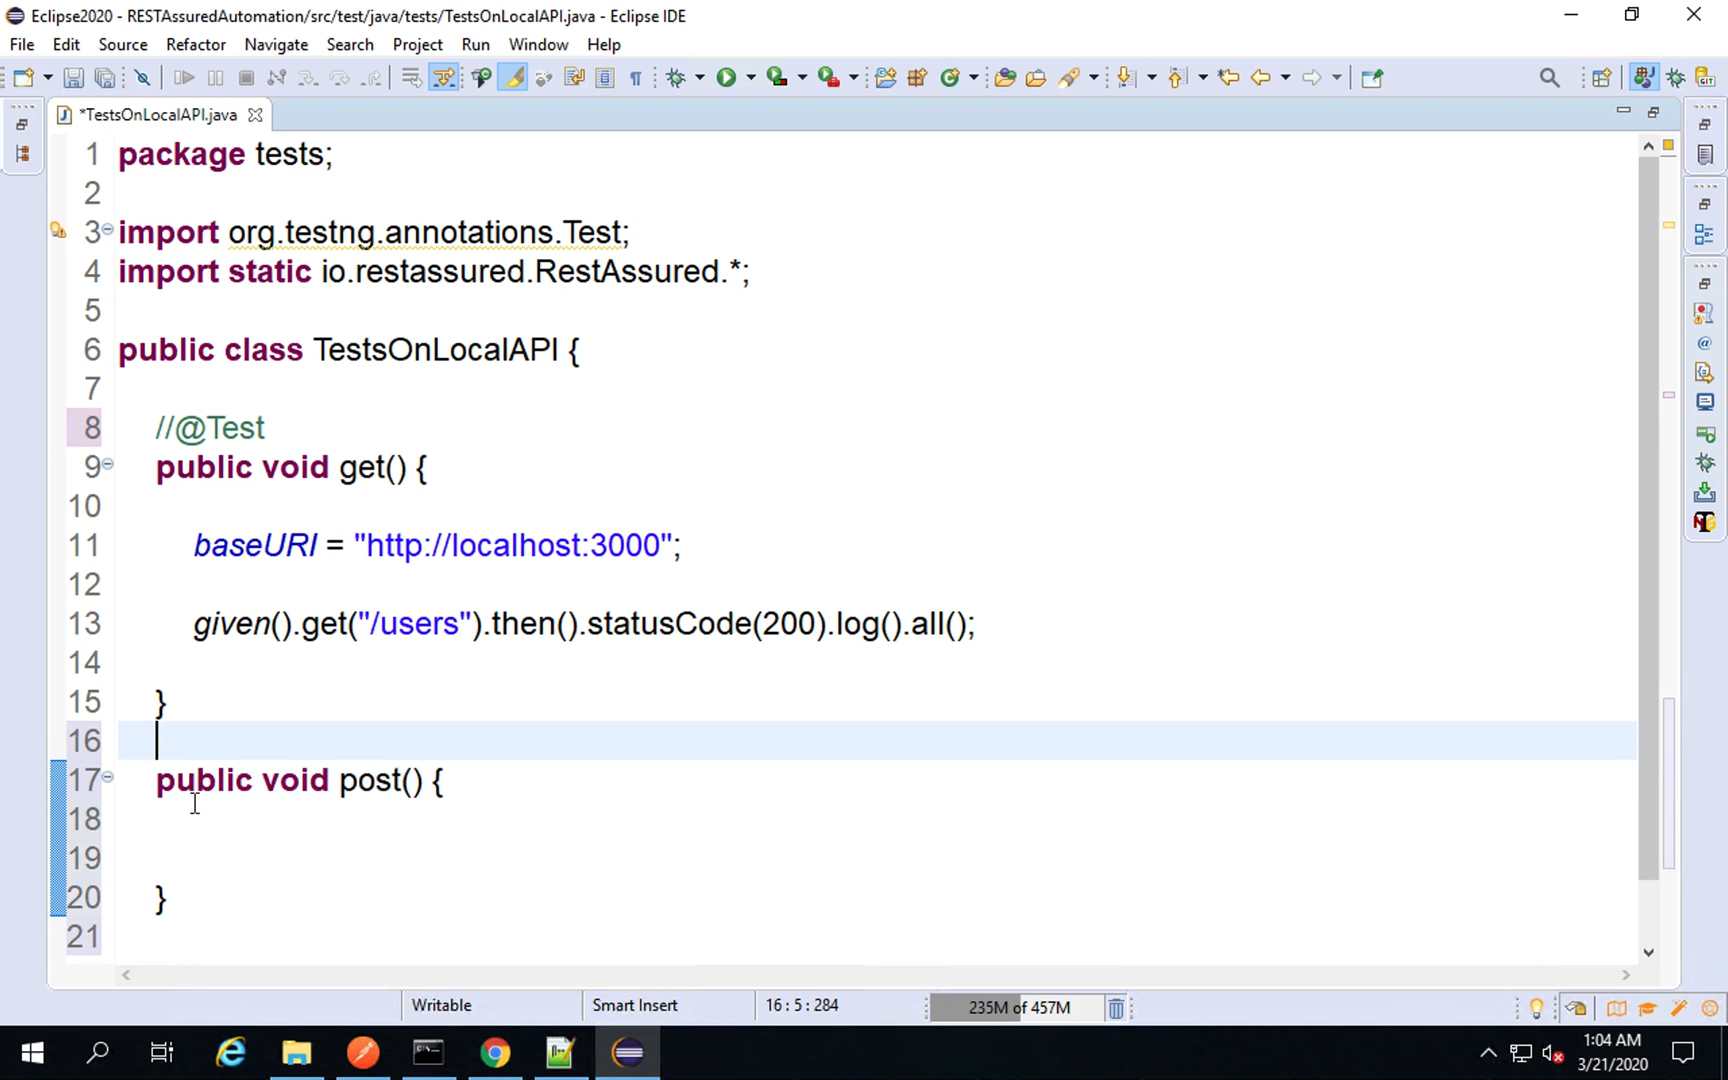 Eclipse2020 - RESTAssuredAutomation/src/test/java/tests/TestsOnLocalAPI.java - Eclipse IDE
File Edit Source Refactor Navigate Search Project Run Window Help
*TestsOnLocalAPI.java
1 package tests;
2
3 import org.testng.annotations.Test;
4 import static io.restassured.RestAssured.*;
5
6 public class TestsOnLocalAPI {
7
8 //@Test
9 public void get() {
10
11 baseURI = "http://localhost:3000";
12
13 given().get("/users").then().statusCode(200).log().all();
14
15 }
16
17 public void post() {
18
19
20 }
21
Writable Smart Insert 16 : 5 : 284 235M of 457M
1:04 AM
3/21/2020